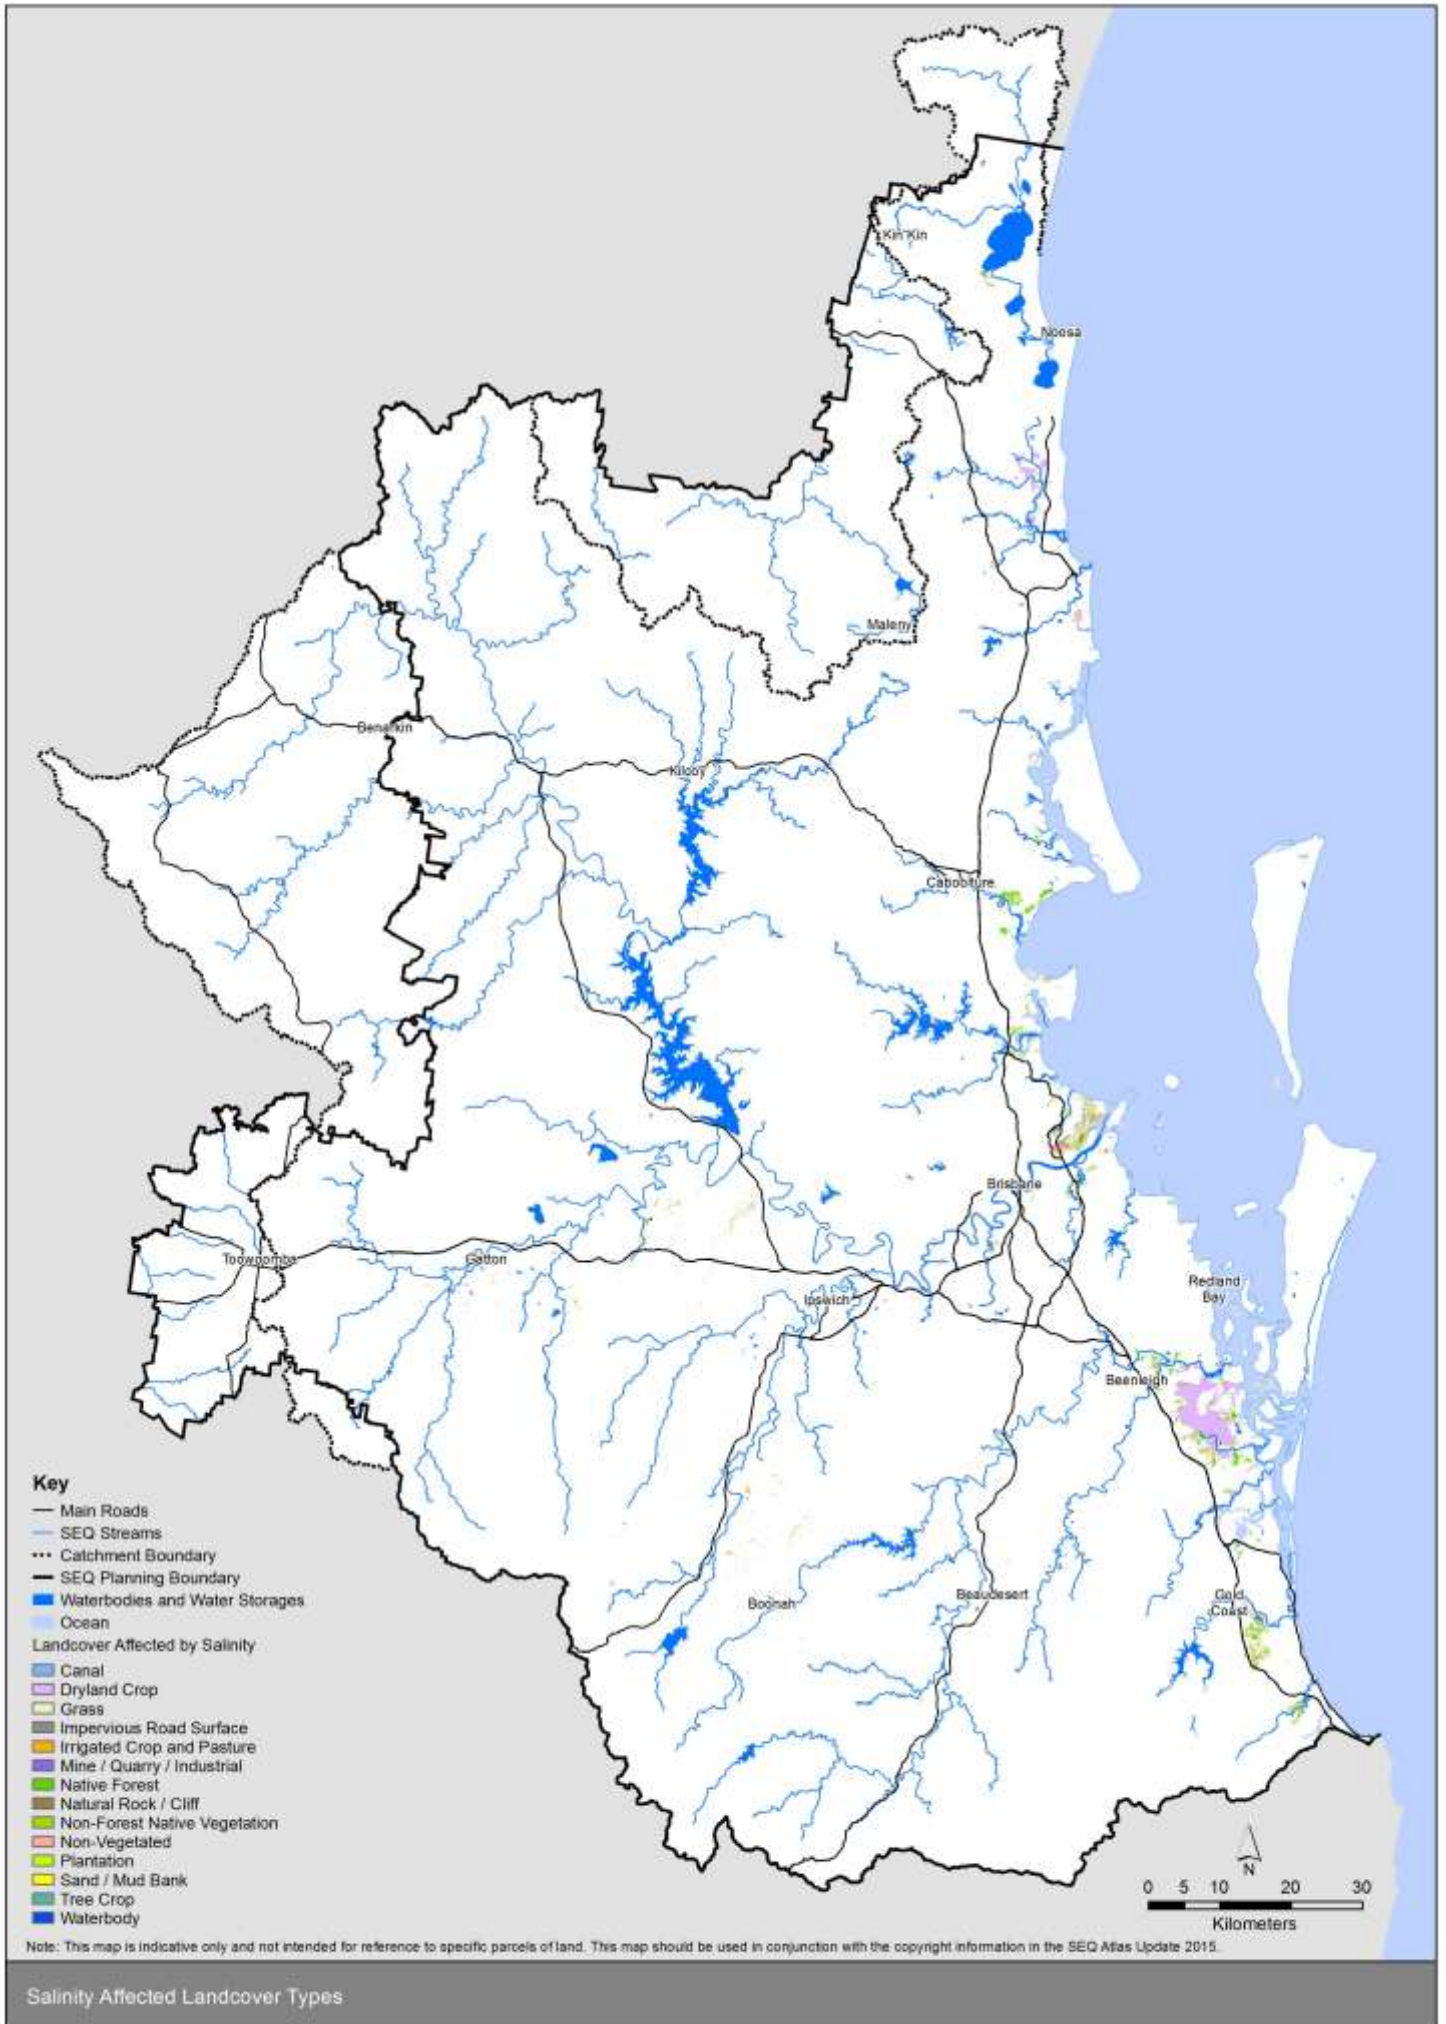 Kin Kin
Noosa
Maleny
Benarkin
Kilcoy
Caboolture
Brisbane
Toowoomba
Gatton
Redland
Bay
Ipswich
Beenleigh
Boonah
Beaudesert
Gold
Coast
Key
Main Roads
SEQ Streams
Catchment Boundary
SEQ Planning Boundary
Waterbodies and Water Storages
Ocean
Landcover Affected by Salinity
Canal
Dryland Crop
Grass
Impervious Road Surface
Irrigated Crop and Pasture
Mine / Quarry / Industrial
Native Forest
Natural Rock / Cliff
Non-Forest Native Vegetation
Non-Vegetated
Plantation
Sand / Mud Bank
Tree Crop
Waterbody
N
0 5 10 20 30
Kilometers
Note: This map is indicative only and not intended for reference to specific parcels of land. This map should be used in conjunction with the copyright information in the SEQ Atlas Update 2015.
Salinity Affected Landcover Types